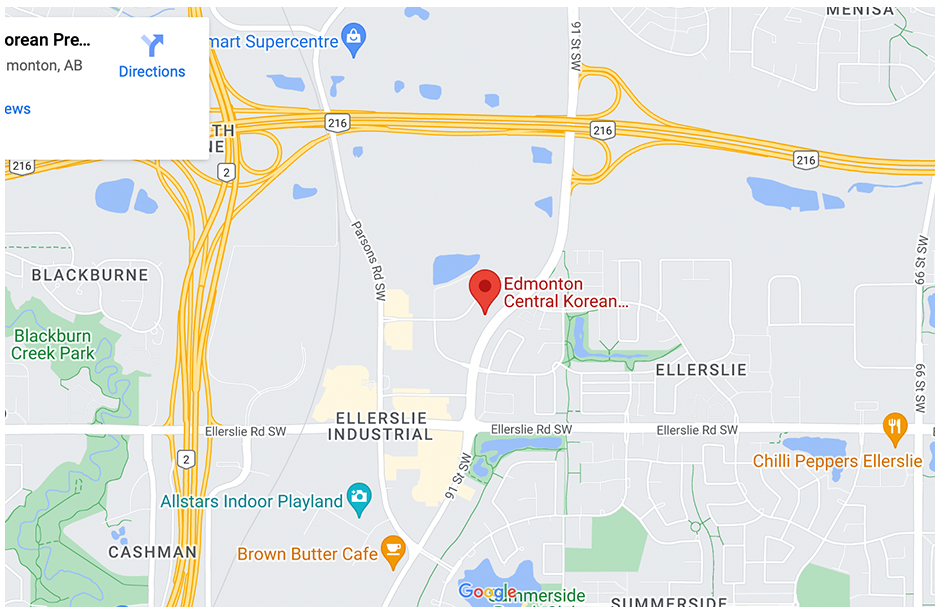 MENISA
orean Pre...
monton, AB
Directions
ews
mart Supercentre
91 St SW
216
216
216
216
TH
NE
2
Parsons Rd SW
BLACKBURNE
Blackburn
Creek Park
Edmonton
Central Korean...
66 St SW
ELLERSLIE
66 St SW
ELLERSLIE
INDUSTRIAL
Ellerslie Rd SW
Ellerslie Rd SW
Ellerslie Rd SW
2
91 St SW
Chilli Peppers Ellerslie
Allstars Indoor Playland
CASHMAN
Brown Butter Cafe
Google
mmerside
SUMMERSIDE